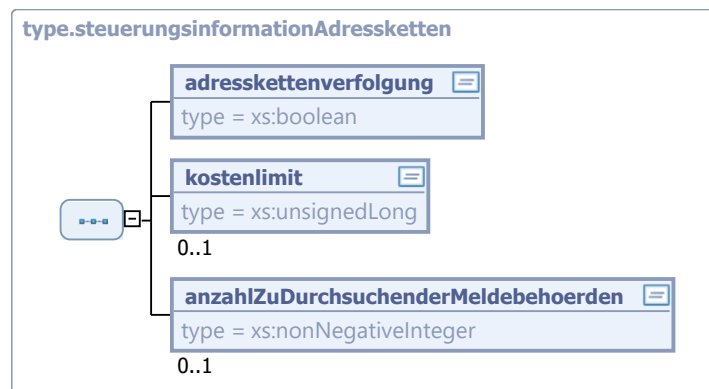 type.steuerungsinformationAdressketten
adresskettenverfolgung
type = xs:boolean
kostenlimit
type = xs:unsignedLong
0..1
anzahlZuDurchsuchenderMeldebehoerden
type = xs:nonNegativeInteger
0..1